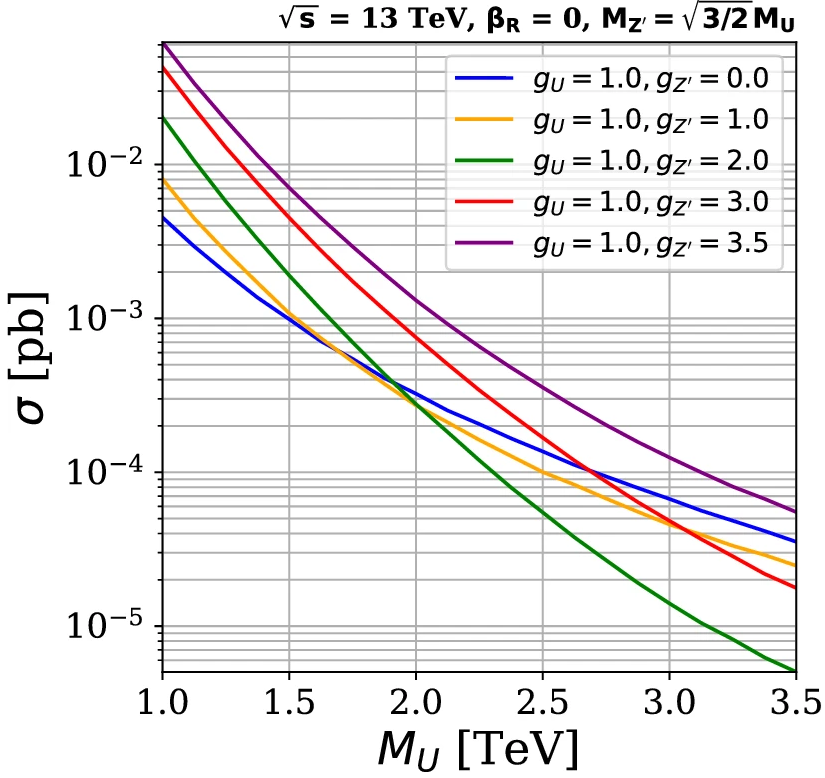 √s = 13 TeV, β_R = 0, M_Z′ = √3/2 M_U
g_U = 1.0, g_Z′ = 0.0
g_U = 1.0, g_Z′ = 1.0
g_U = 1.0, g_Z′ = 2.0
g_U = 1.0, g_Z′ = 3.0
g_U = 1.0, g_Z′ = 3.5
10⁻²
10⁻³
10⁻⁴
10⁻⁵
σ [pb]
1.0 1.5 2.0 2.5 3.0 3.5
M_U [TeV]